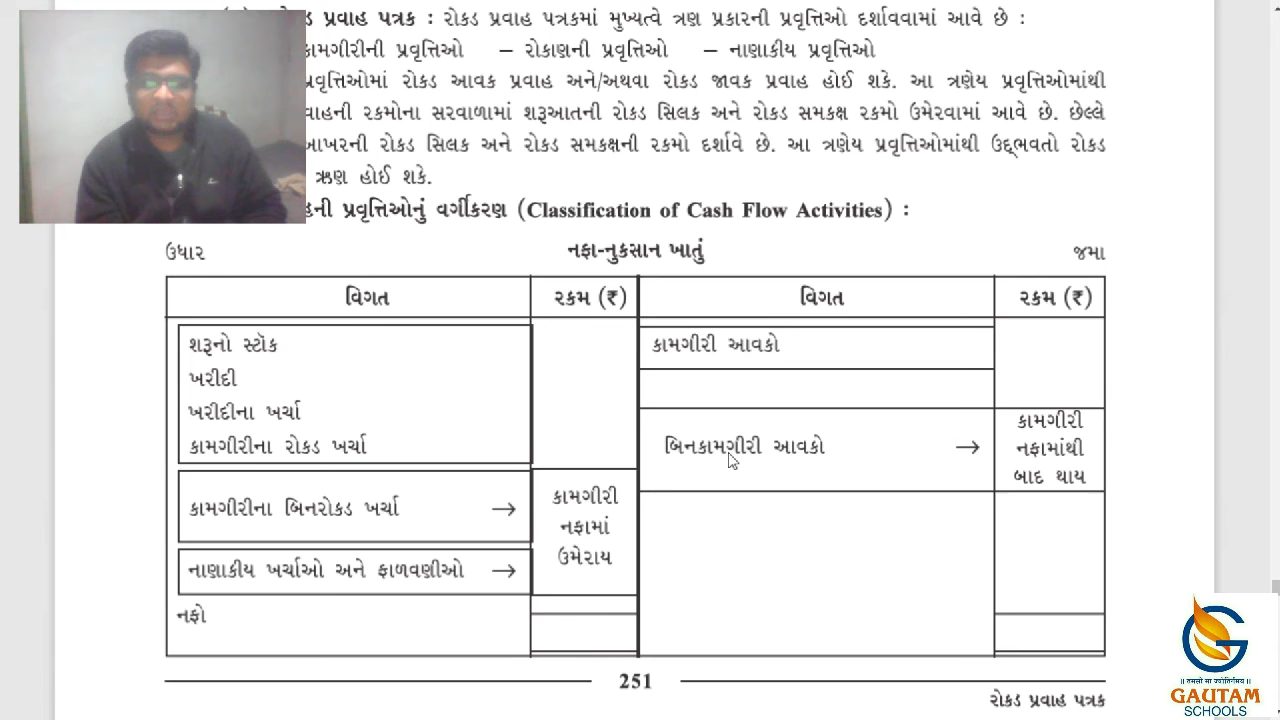 રોકડ પ્રવાહ પત્રક : રોકડ પ્રવાહ પત્રકમાં મુખ્યત્વે ત્રણ પ્રકારની પ્રવૃત્તિઓ દર્શાવવામાં આવે છે :
કામગીરીની પ્રવૃત્તિઓ – રોકાણની પ્રવૃત્તિઓ – નાણાકીય પ્રવૃત્તિઓ
પ્રવૃત્તિઓમાં રોકડ આવક પ્રવાહ અને/અથવા રોકડ જાવક પ્રવાહ હોઈ શકે. આ ત્રણેય પ્રવૃત્તિઓમાંથી
વાહની રકમોના સરવાળામાં શરૂઆતની રોકડ સિલક અને રોકડ સમકક્ષ રકમો ઉમેરવામાં આવે છે. છેલ્લે
આખરની રોકડ સિલક અને રોકડ સમકક્ષની રકમો દર્શાવે છે. આ ત્રણેય પ્રવૃત્તિઓમાંથી ઉદ્ભવતો રોકડ
ઋણ હોઈ શકે.
હની પ્રવૃત્તિઓનું વર્ગીકરણ (Classification of Cash Flow Activities) :
ઉધાર નફા-નુકસાન ખાતું જમા
વિગત રકમ (₹) વિગત રકમ (₹)
શરૂનો સ્ટૉક કામગીરી આવકો
ખરીદી
ખરીદીના ખર્ચા
કામગીરીના રોકડ ખર્ચા
બિનકામગીરી આવકો →
કામગીરી
નફામાંથી
બાદ થાય
કામગીરીના બિનરોકડ ખર્ચા →
કામગીરી
નફામાં
ઉમેરાય
નાણાકીય ખર્ચાઓ અને ફાળવણીઓ →
નફો
251
રોકડ પ્રવાહ પત્રક
॥ तमसो मा ज्योतिर्गमय ॥
GAUTAM
SCHOOLS